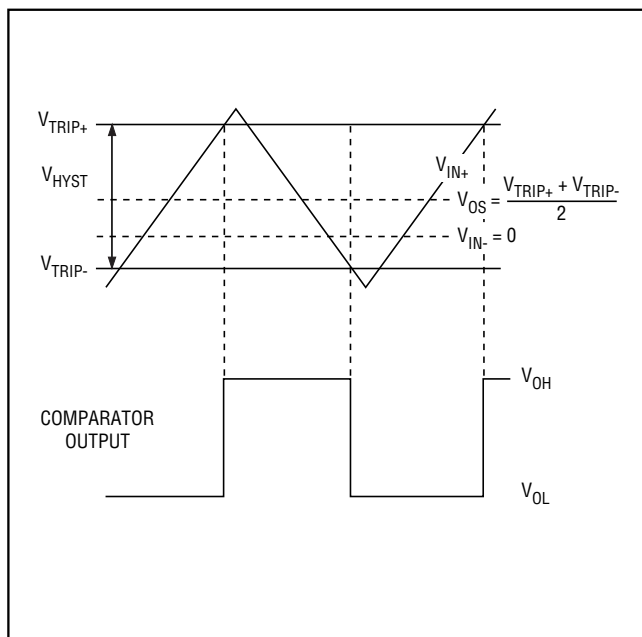 V_TRIP+
V_HYST
V_IN+
V_OS = (V_TRIP+ + V_TRIP-) / 2
V_IN- = 0
V_TRIP-
V_OH
COMPARATOR
OUTPUT
V_OL